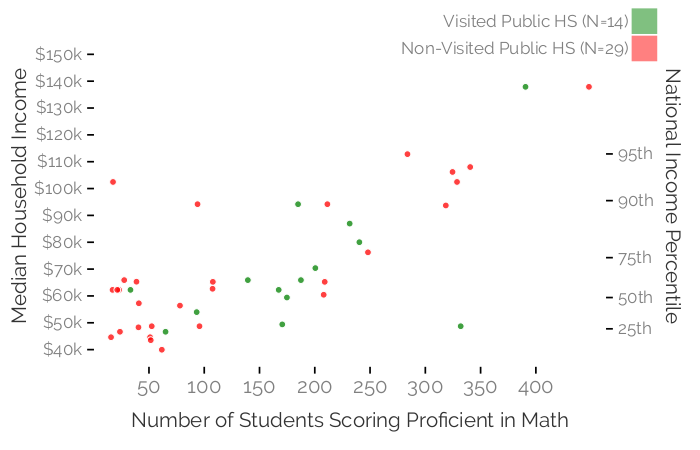 Visited Public HS (N=14)
Non-Visited Public HS (N=29)
Median Household Income
$150k
$140k
$130k
$120k
$110k
$100k
$90k
$80k
$70k
$60k
$50k
$40k
National Income Percentile
95th
90th
75th
50th
25th
50 100 150 200 250 300 350 400
Number of Students Scoring Proficient in Math